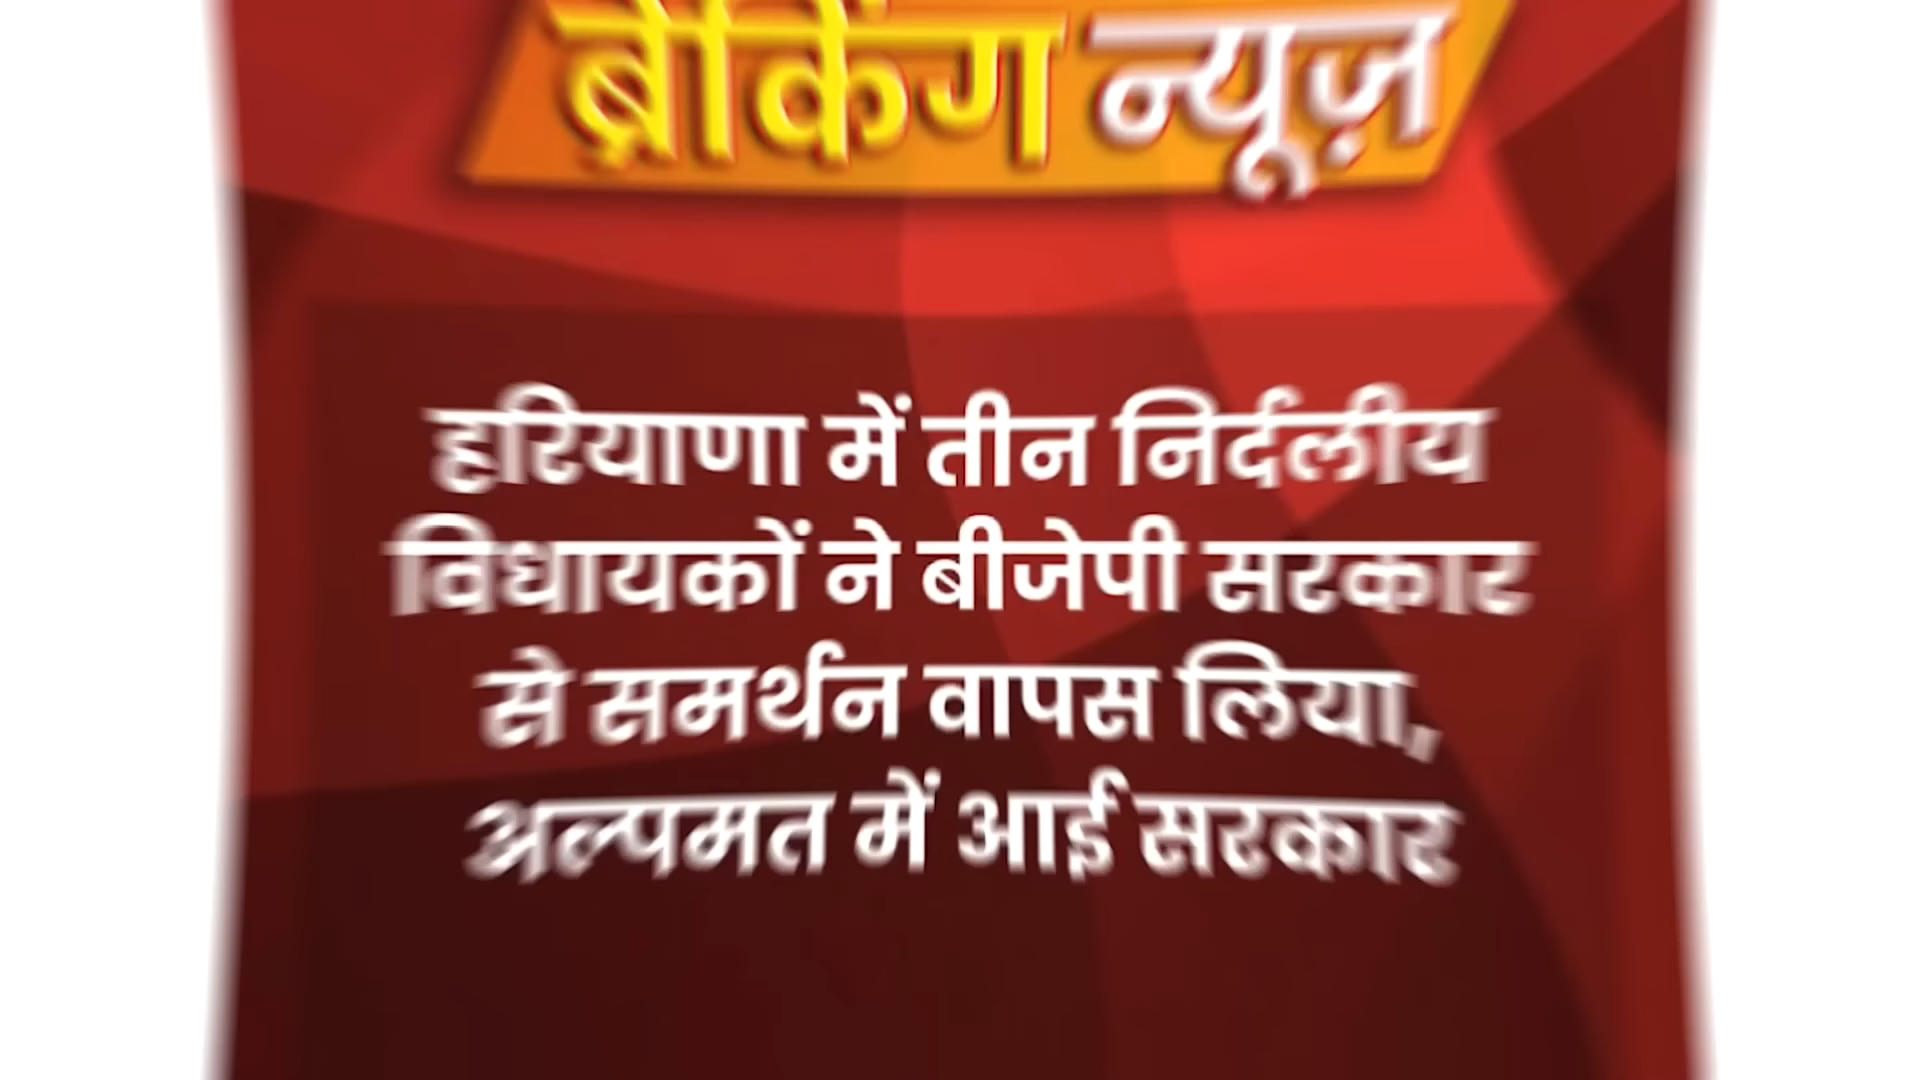 ब्रेकिंग न्यूज़
हरियाणा में तीन निर्दलीय
विधायकों ने बीजेपी सरकार
से समर्थन वापस लिया,
अल्पमत में आई सरकार